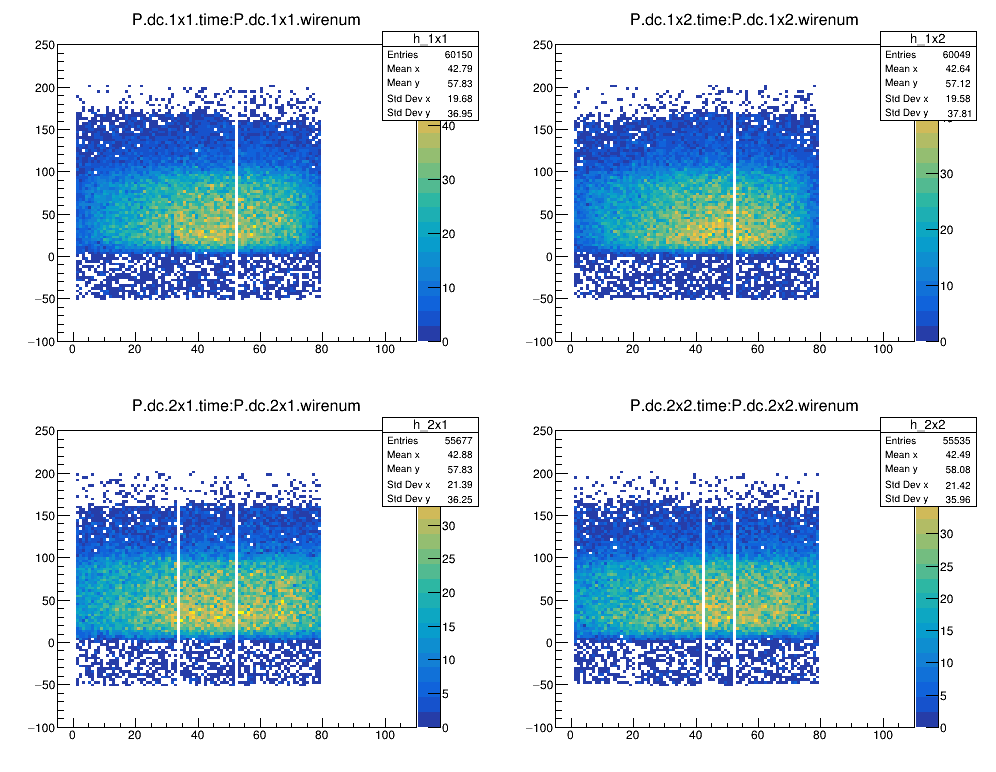 P.dc.1x1.time:P.dc.1x1.wirenum
h_1x1
Entries 60150
Mean x 42.79
Mean y 57.83
Std Dev x 19.68
Std Dev y 36.95
250
200
150
100
50
0
−50
−100
0 20 40 60 80 100
40
30
20
10
0
P.dc.1x2.time:P.dc.1x2.wirenum
h_1x2
Entries 60049
Mean x 42.64
Mean y 57.12
Std Dev x 19.58
Std Dev y 37.81
250
200
150
100
50
0
−50
−100
0 20 40 60 80 100
30
20
10
0
P.dc.2x1.time:P.dc.2x1.wirenum
h_2x1
Entries 55677
Mean x 42.88
Mean y 57.83
Std Dev x 21.39
Std Dev y 36.25
250
200
150
100
50
0
−50
−100
0 20 40 60 80 100
30
25
20
15
10
5
0
P.dc.2x2.time:P.dc.2x2.wirenum
h_2x2
Entries 55535
Mean x 42.49
Mean y 58.08
Std Dev x 21.42
Std Dev y 35.96
250
200
150
100
50
0
−50
−100
0 20 40 60 80 100
30
25
20
15
10
5
0